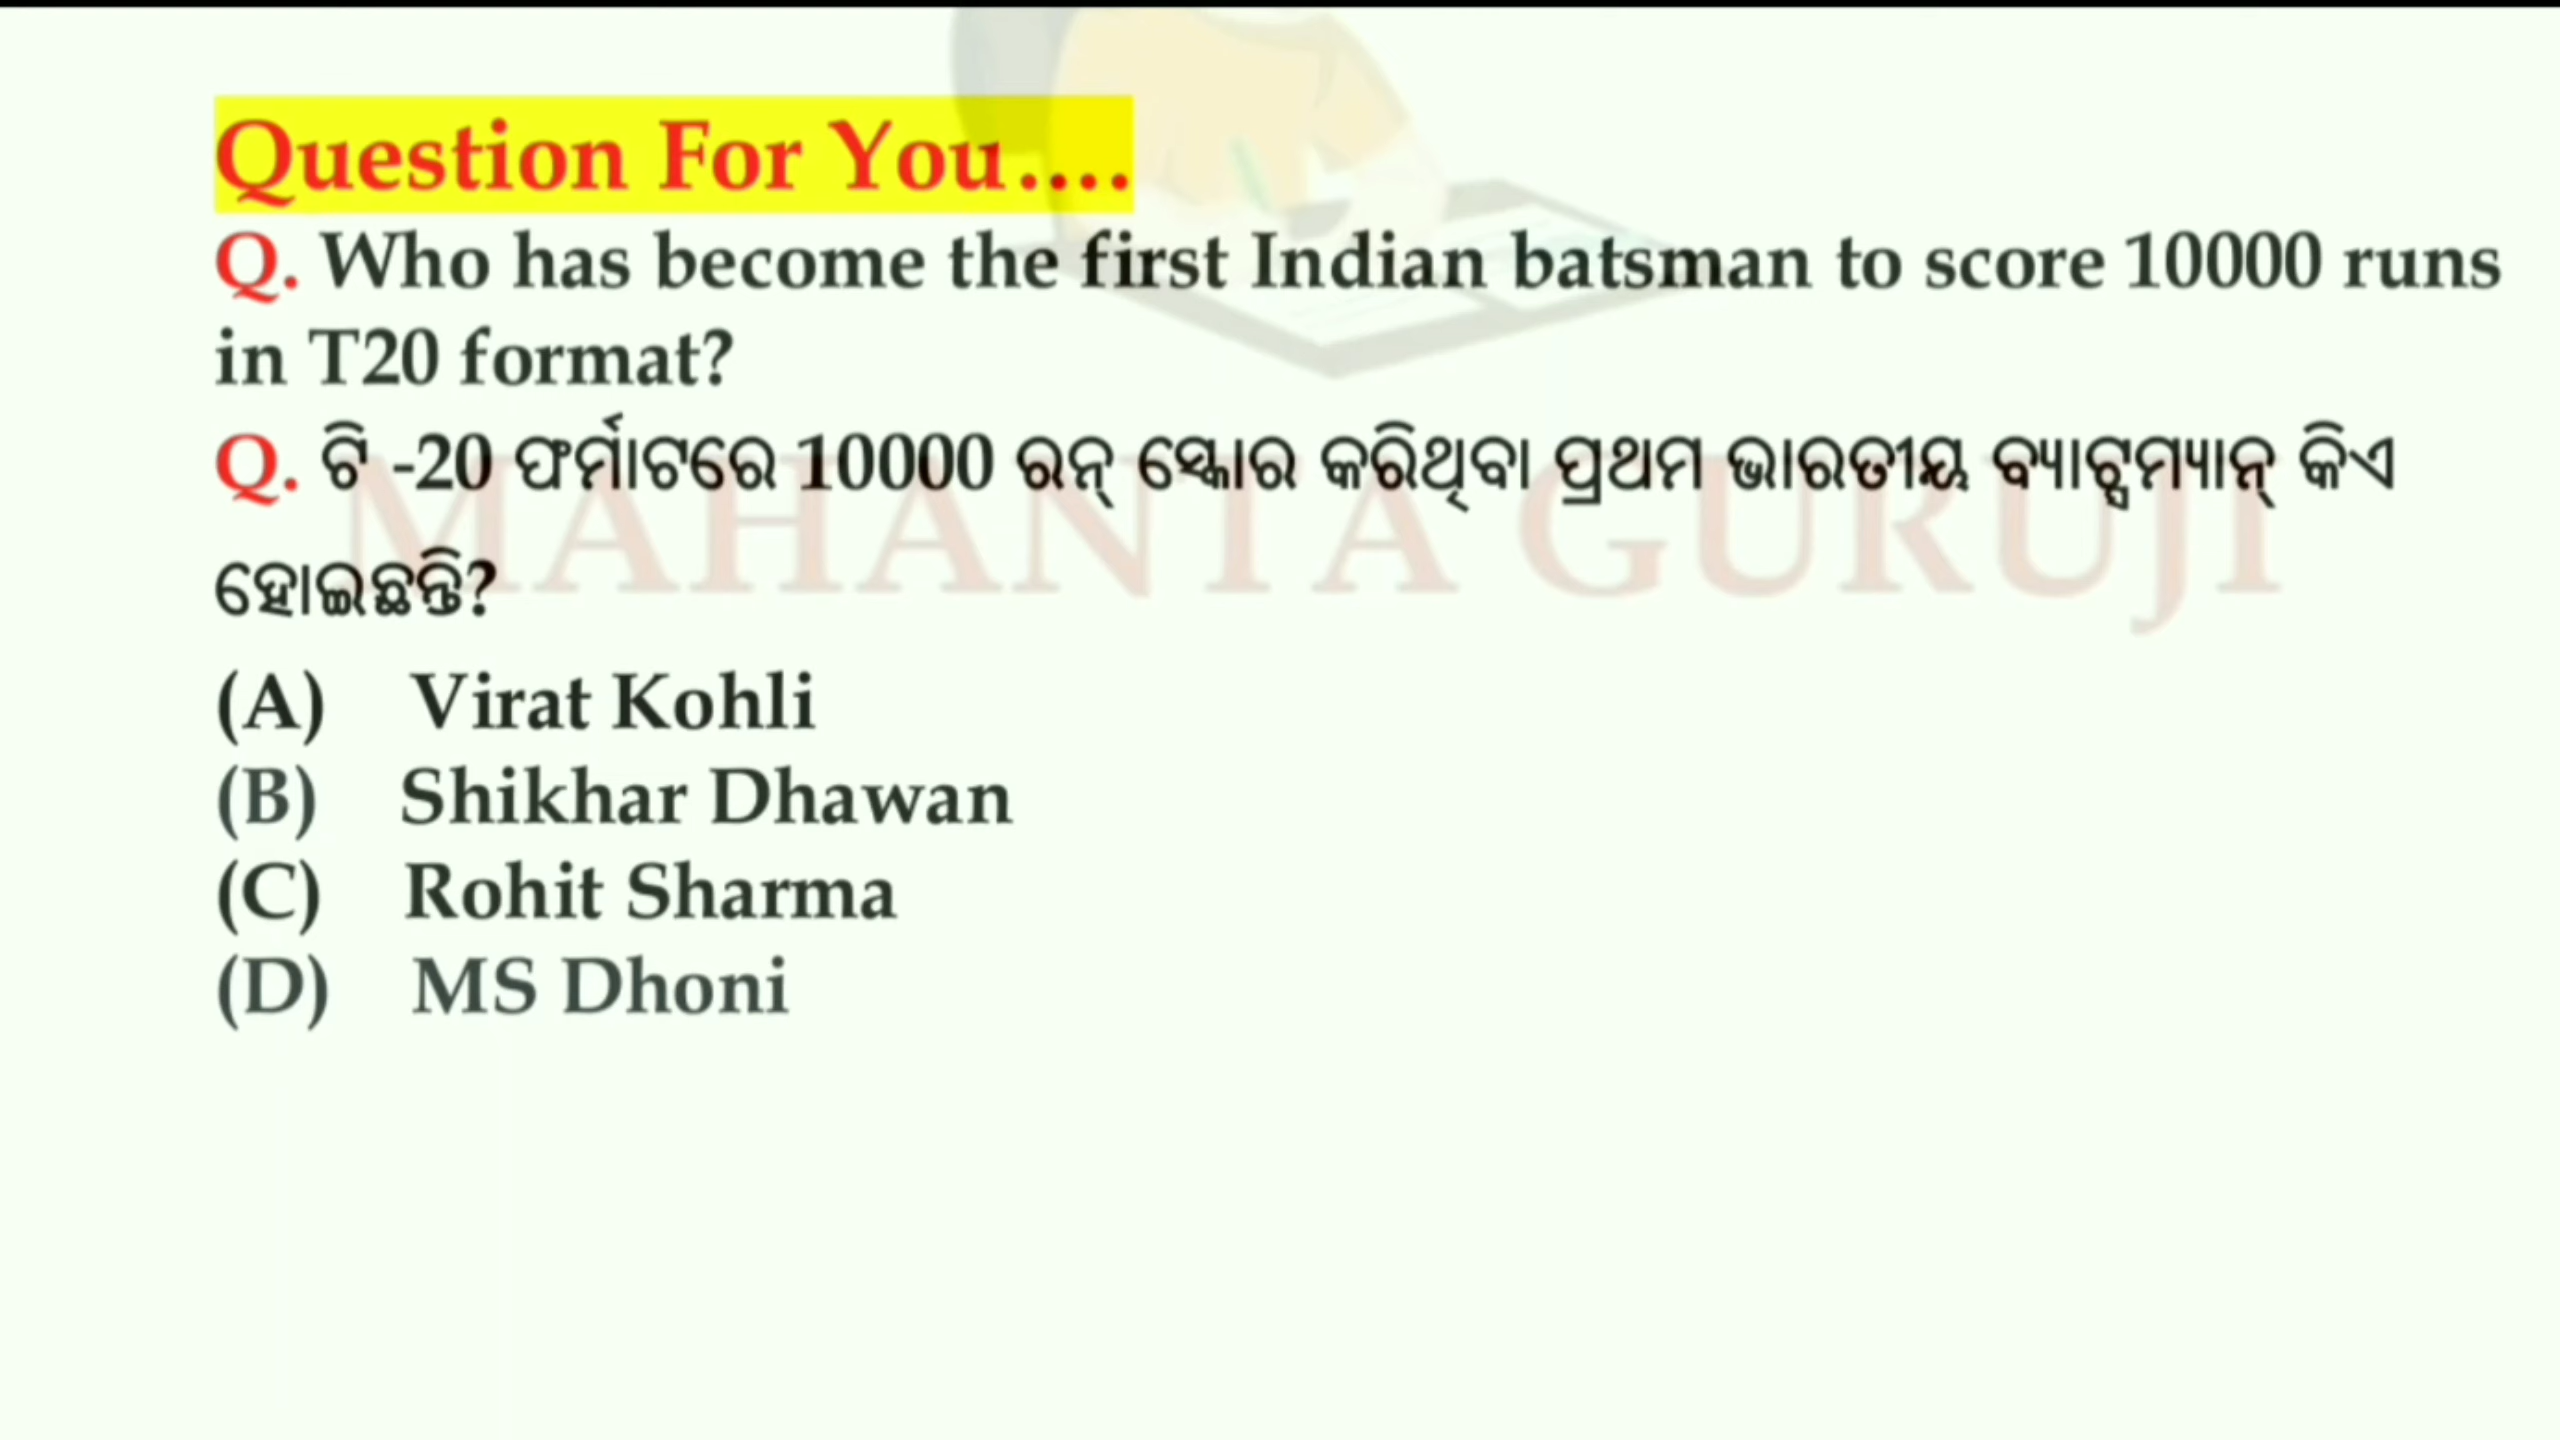 Question For You....
Q. Who has become the first Indian batsman to score 10000 runs
in T20 format?
Q. ଟି -20 ଫର୍ମାଟରେ 10000 ରନ୍ ସ୍କୋର କରିଥିବା ପ୍ରଥମ ଭାରତୀୟ ବ୍ୟାଟ୍ସମ୍ୟାନ୍ କିଏ
ହୋଇଛନ୍ତି?
MAHANTA GURUJI
(A) Virat Kohli
(B) Shikhar Dhawan
(C) Rohit Sharma
(D) MS Dhoni